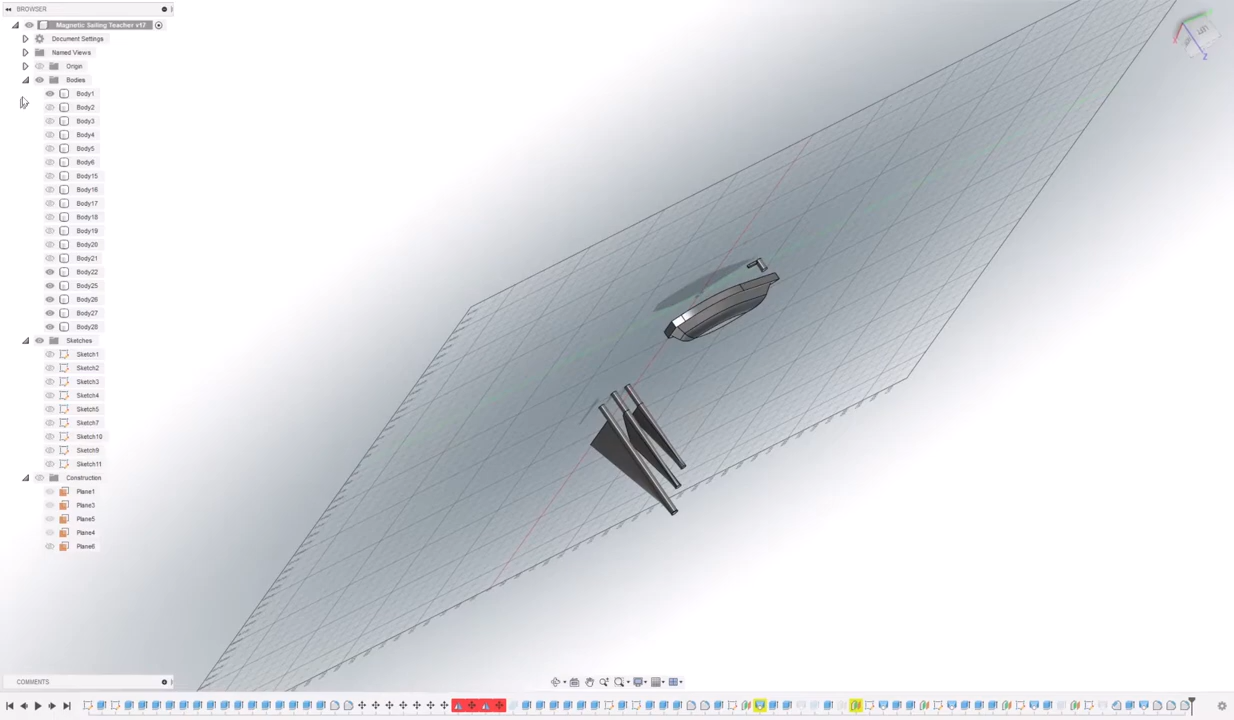 BROWSER
Magnetic Sailing Teacher v17
Document Settings
Named Views
Origin
Bodies
Body1
Body2
Body3
Body4
Body5
Body6
Body15
Body16
Body17
Body18
Body19
Body20
Body21
Body22
Body25
Body26
Body27
Body28
Sketches
Sketch1
Sketch2
Sketch3
Sketch4
Sketch5
Sketch7
Sketch10
Sketch9
Sketch11
Construction
Plane1
Plane3
Plane5
Plane4
Plane6
COMMENTS
X
Z